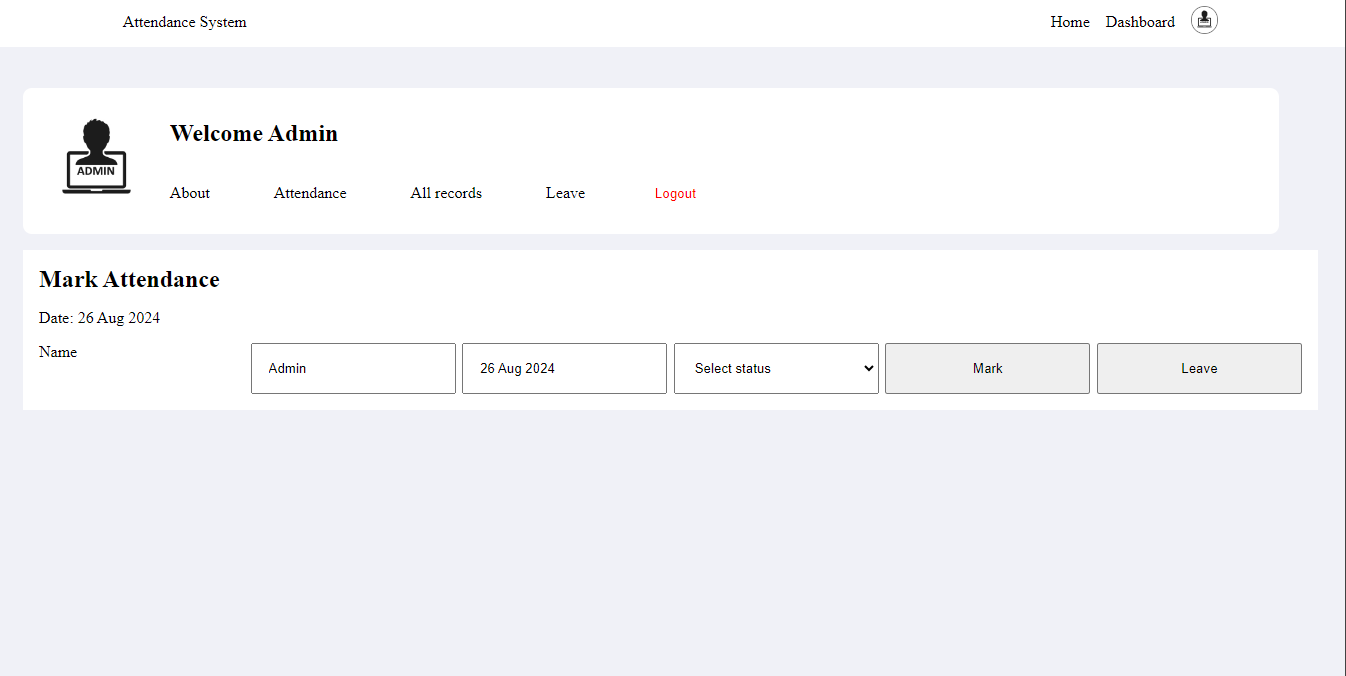 Attendance System Home Dashboard
Welcome Admin
ADMIN
About Attendance All records Leave Logout
Mark Attendance
Date: 26 Aug 2024
Name Admin 26 Aug 2024 Select status Mark Leave